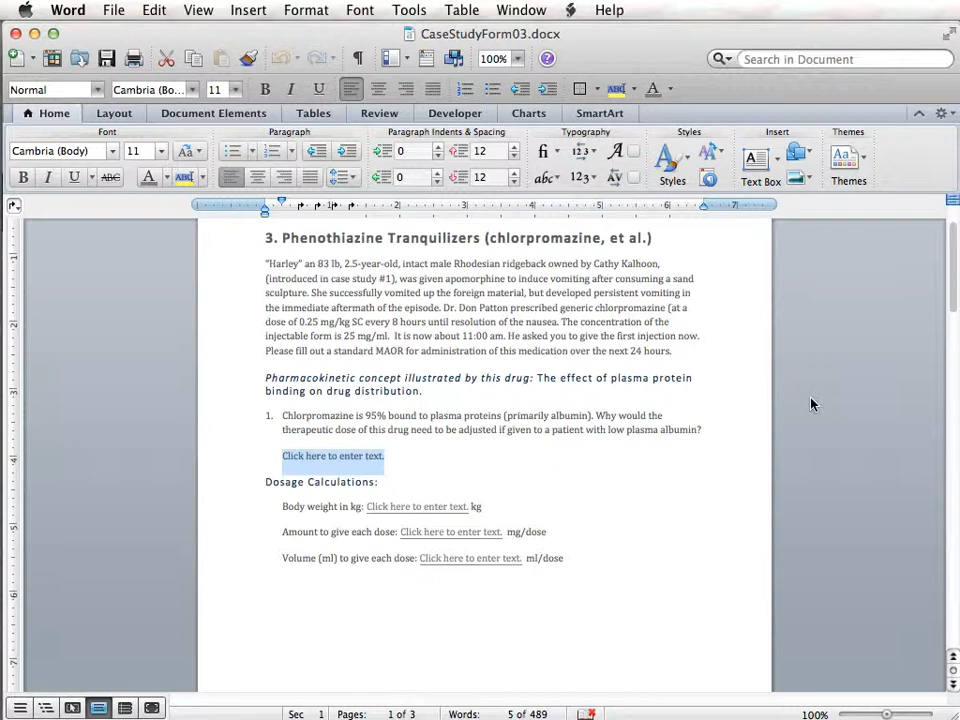 Word File Edit View Insert Format Font Tools Table Window Help
CaseStudyForm03.docx
100% Search in Document
Normal Cambria (Bo... 11 B I U ABC A
Home Layout Document Elements Tables Review Developer Charts SmartArt
Font Paragraph Paragraph Indents & Spacing Typography Styles Insert Themes
Cambria (Body) 11 Aa 0 12
B I U ABC A ABC 0 12 Styles Text Box Themes
1 2 3 4 5 6 7
3. Phenothiazine Tranquilizers (chlorpromazine, et al.)
“Harley” an 83 lb, 2.5-year-old, intact male Rhodesian ridgeback owned by Cathy Kalhoon,
(introduced in case study #1), was given apomorphine to induce vomiting after consuming a sand
sculpture. She successfully vomited up the foreign material, but developed persistent vomiting in
the immediate aftermath of the episode. Dr. Don Patton prescribed generic chlorpromazine (at a
dose of 0.25 mg/kg SC every 8 hours until resolution of the nausea. The concentration of the
injectable form is 25 mg/ml. It is now about 11:00 am. He asked you to give the first injection now.
Please fill out a standard MAOR for administration of this medication over the next 24 hours.
Pharmacokinetic concept illustrated by this drug: The effect of plasma protein
binding on drug distribution.
1. Chlorpromazine is 95% bound to plasma proteins (primarily albumin). Why would the
therapeutic dose of this drug need to be adjusted if given to a patient with low plasma albumin?
Click here to enter text.
Dosage Calculations:
Body weight in kg: Click here to enter text. kg
Amount to give each dose: Click here to enter text. mg/dose
Volume (ml) to give each dose: Click here to enter text. ml/dose
Sec 1 Pages: 1 of 3 Words: 5 of 489 100%